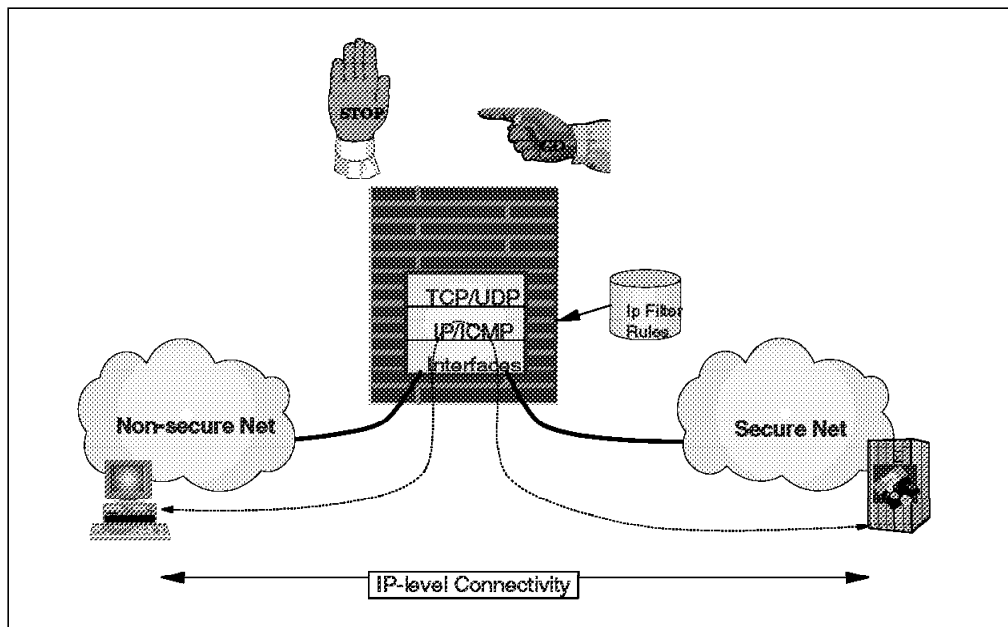 STOP
GO
TCP/UDP
IP/ICMP
Interfaces
Ip Filter
Rules
Non-secure Net
Secure Net
IP-level Connectivity